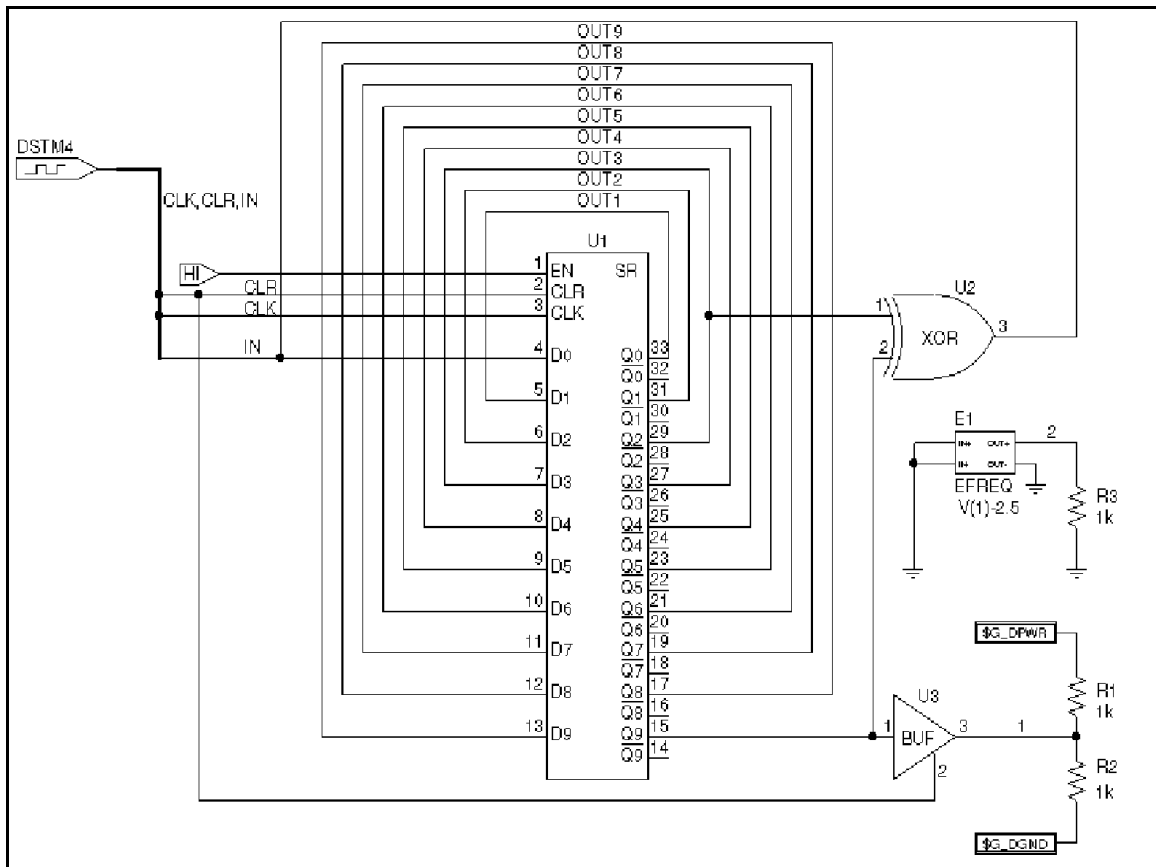 OUT9
OUT8
OUT7
OUT6
OUT5
OUT4
OUT3
OUT2
OUT1
DSTM4
CLK,CLR,IN
U1
HI
1 EN SR
CLR 2 CLR
CLK 3 CLK
IN 4 D0
5 D1
6 D2
7 D3
8 D4
9 D5
10 D6
11 D7
12 D8
13 D9
Q0 33
Q0 32
Q1 31
Q1 30
Q2 29
Q2 28
Q3 27
Q3 26
Q4 25
Q4 24
Q5 23
Q5 22
Q6 21
Q6 20
Q7 19
Q7 18
Q8 17
Q8 16
Q9 15
Q9 14
U2
1
2
XOR
3
E1
IN+ OUT+ 2
IN+ OUT-
EFREQ
V(1)-2.5
R3
1k
$G_DPWR
R1
1k
U3
1 BUF 3 1
2
R2
1k
$G_DGND